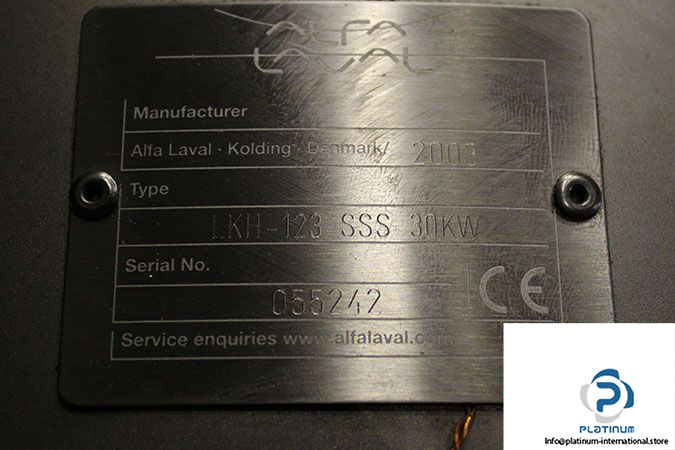 ALFA
LAVAL
Manufacturer
Alfa Laval · Kolding · Denmark/ 2003
Type
LKH-123 SSS 30KW
Serial No.
055242
CE
Service enquiries www.alfalaval.com
PLATINUM
Info@platinum-international.store